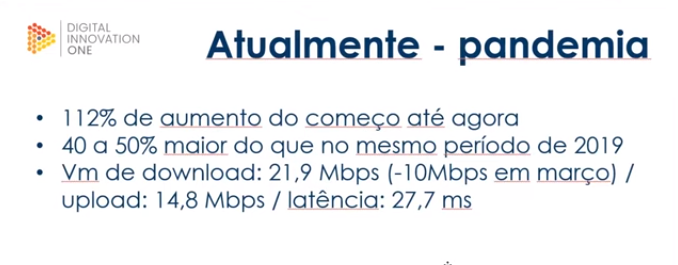 DIGITAL
INNOVATION
ONE
Atualmente - pandemia
• 112% de aumento do começo até agora
• 40 a 50% maior do que no mesmo período de 2019
• Vm de download: 21,9 Mbps (-10Mbps em março) /
upload: 14,8 Mbps / latência: 27,7 ms